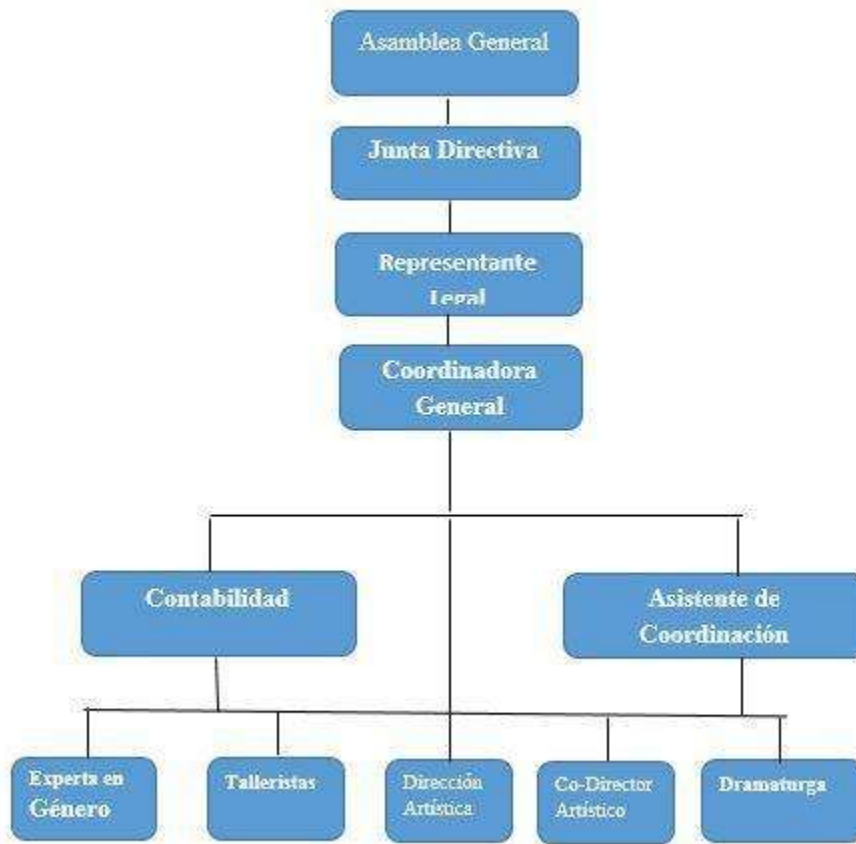 Asamblea General
Junta Directiva
Representante
Legal
Coordinadora
General
Contabilidad
Asistente de
Coordinación
Experta en
Género
Talleristas
Dirección
Artística
Co-Director
Artístico
Dramaturga